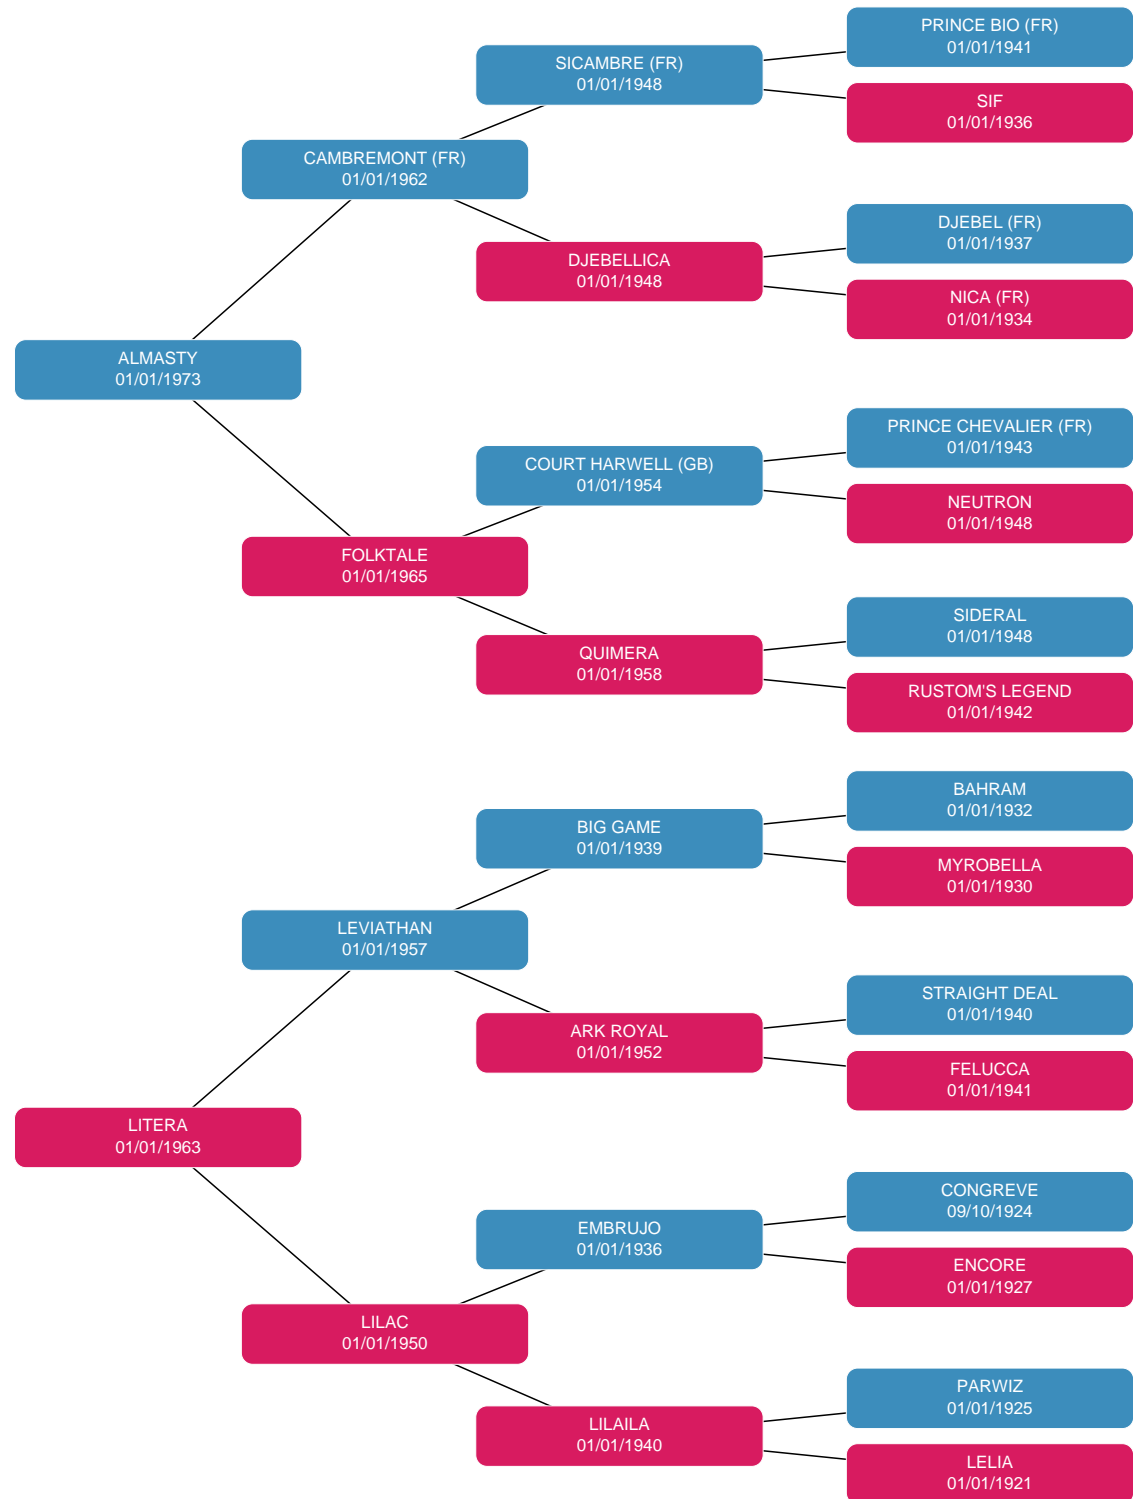 PRINCE BIO (FR)
01/01/1941
SICAMBRE (FR)
01/01/1948
SIF
01/01/1936
CAMBREMONT (FR)
01/01/1962
DJEBEL (FR)
01/01/1937
DJEBELLICA
01/01/1948
NICA (FR)
01/01/1934
ALMASTY
01/01/1973
PRINCE CHEVALIER (FR)
01/01/1943
COURT HARWELL (GB)
01/01/1954
NEUTRON
01/01/1948
FOLKTALE
01/01/1965
SIDERAL
01/01/1948
QUIMERA
01/01/1958
RUSTOM'S LEGEND
01/01/1942
BAHRAM
01/01/1932
BIG GAME
01/01/1939
MYROBELLA
01/01/1930
LEVIATHAN
01/01/1957
STRAIGHT DEAL
01/01/1940
ARK ROYAL
01/01/1952
FELUCCA
01/01/1941
LITERA
01/01/1963
CONGREVE
09/10/1924
EMBRUJO
01/01/1936
ENCORE
01/01/1927
LILAC
01/01/1950
PARWIZ
01/01/1925
LILAILA
01/01/1940
LELIA
01/01/1921